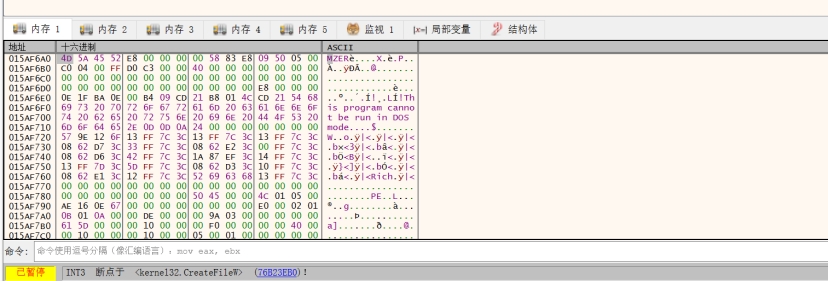 内存 1 内存 2 内存 3 内存 4 内存 5 监视 1 [x=] 局部变量 结构体
地址 十六进制 ASCII
015AF6A0 4D 5A 45 52 E8 00 00 00 00 58 83 E8 09 50 05 00 MZERè....X.è.P..
015AF6B0 C0 04 00 FF D0 C3 00 00 40 00 00 00 00 00 00 00 À..ÿÐÃ..@.......
015AF6C0 00 00 00 00 00 00 00 00 00 00 00 00 00 00 00 00 ................
015AF6D0 00 00 00 00 00 00 00 00 00 00 00 00 E8 00 00 00 ............è...
015AF6E0 0E 1F BA 0E 00 B4 09 CD 21 B8 01 4C CD 21 54 68 ..º..´.Í!¸.LÍ!Th
015AF6F0 69 73 20 70 72 6F 67 72 61 6D 20 63 61 6E 6E 6F is program canno
015AF700 74 20 62 65 20 72 75 6E 20 69 6E 20 44 4F 53 20 t be run in DOS
015AF710 6D 6F 64 65 2E 0D 0D 0A 24 00 00 00 00 00 00 00 mode....$.......
015AF720 57 9E 12 6F 13 FF 7C 3C 13 FF 7C 3C 13 FF 7C 3C W..o.ÿ|<.ÿ|<.ÿ|<
015AF730 08 62 D7 3C 33 FF 7C 3C 08 62 E2 3C 00 FF 7C 3C .b×<3ÿ|<.bâ<.ÿ|<
015AF740 08 62 D6 3C 42 FF 7C 3C 1A 87 EF 3C 14 FF 7C 3C .bÖ<Bÿ|<..ï<.ÿ|<
015AF750 13 FF 7D 3C 5D FF 7C 3C 08 62 D3 3C 10 FF 7C 3C .ÿ}<]ÿ|<.bÓ<.ÿ|<
015AF760 08 62 E1 3C 12 FF 7C 3C 52 69 63 68 13 FF 7C 3C .bá<.ÿ|<Rich.ÿ|<
015AF770 00 00 00 00 00 00 00 00 00 00 00 00 00 00 00 00 ................
015AF780 00 00 00 00 00 00 00 00 50 45 00 00 4C 01 05 00 ........PE..L...
015AF790 AE 16 0E 67 00 00 00 00 00 00 00 00 E0 00 02 01 ®..g........à...
015AF7A0 0B 01 0A 00 00 DE 00 00 00 9A 03 00 00 00 00 00 .....Þ..........
015AF7B0 61 5D 00 00 00 10 00 00 00 F0 00 00 00 00 40 00 a].......ð....@.
015AF7C0 00 10 00 00 00 10 00 00 05 00 01 00 00 00 00 00 ................
命令: 命令使用逗号分隔（像汇编语言）: mov eax, ebx
已暂停 INT3 断点于 <kernel32.CreateFileW> (76B23EB0)!